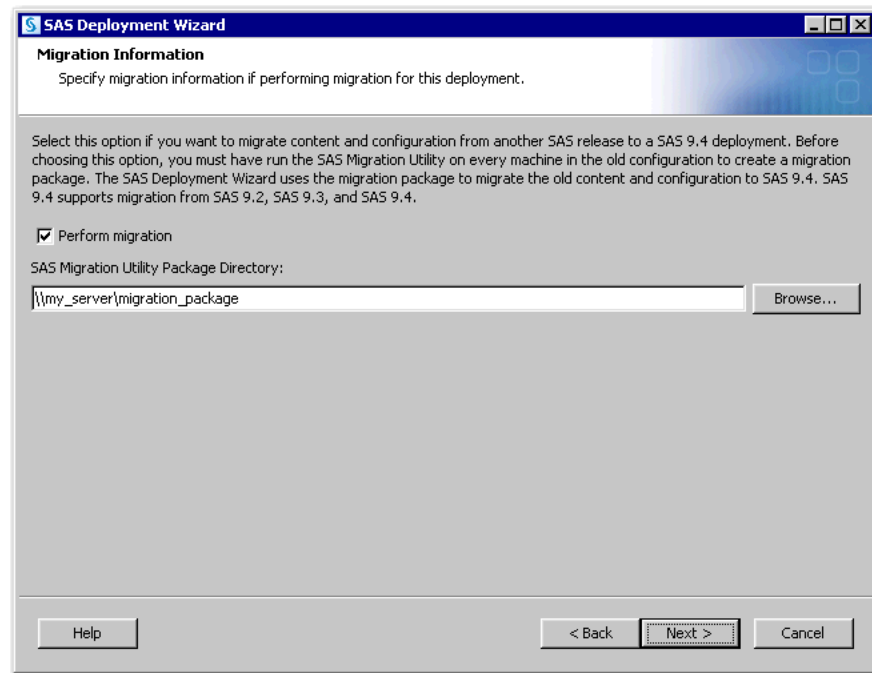 SAS Deployment Wizard
Migration Information
Specify migration information if performing migration for this deployment.
Select this option if you want to migrate content and configuration from another SAS release to a SAS 9.4 deployment. Before
choosing this option, you must have run the SAS Migration Utility on every machine in the old configuration to create a migration
package. The SAS Deployment Wizard uses the migration package to migrate the old content and configuration to SAS 9.4. SAS
9.4 supports migration from SAS 9.2, SAS 9.3, and SAS 9.4.
Perform migration
SAS Migration Utility Package Directory:
\\my_server\migration_package
Browse...
Help
< Back
Next >
Cancel